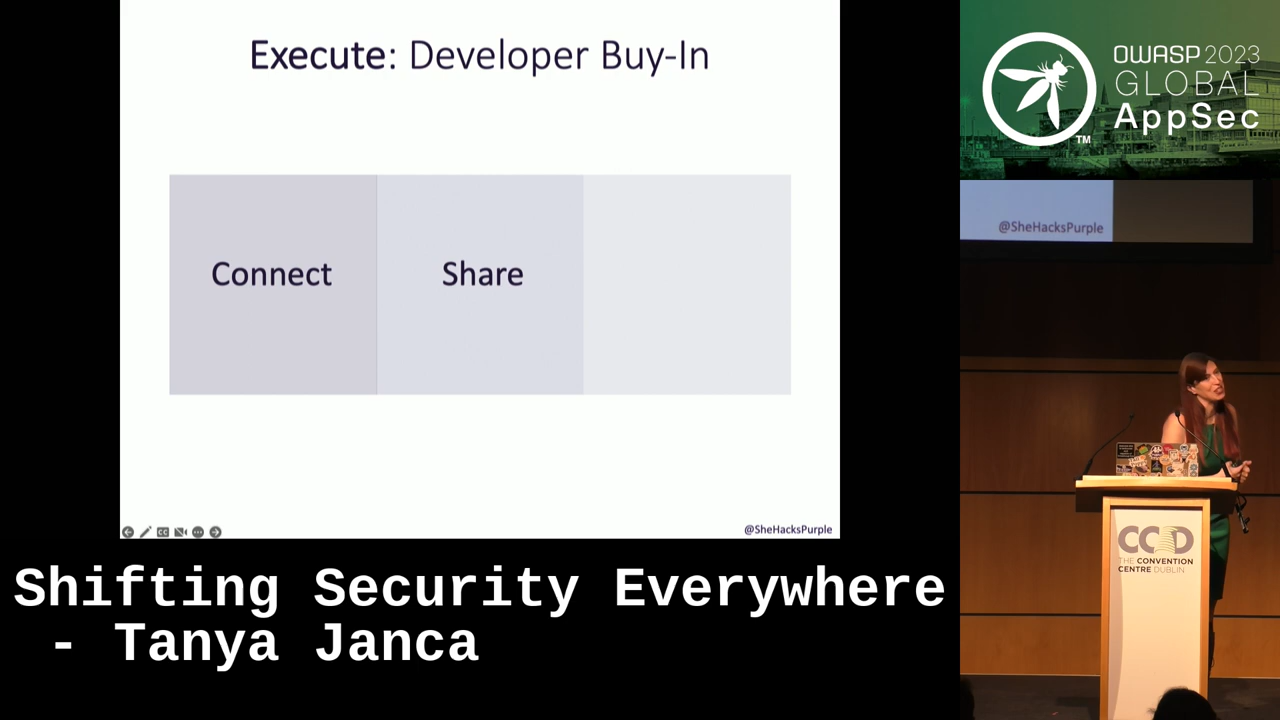 Execute: Developer Buy-In
Connect
Share
@SheHacksPurple
Shifting Security Everywhere
- Tanya Janca
OWASP 2023
GLOBAL
AppSec
TM
@SheHacksPurple
CCD
THE CONVENTION
CENTRE DUBLIN